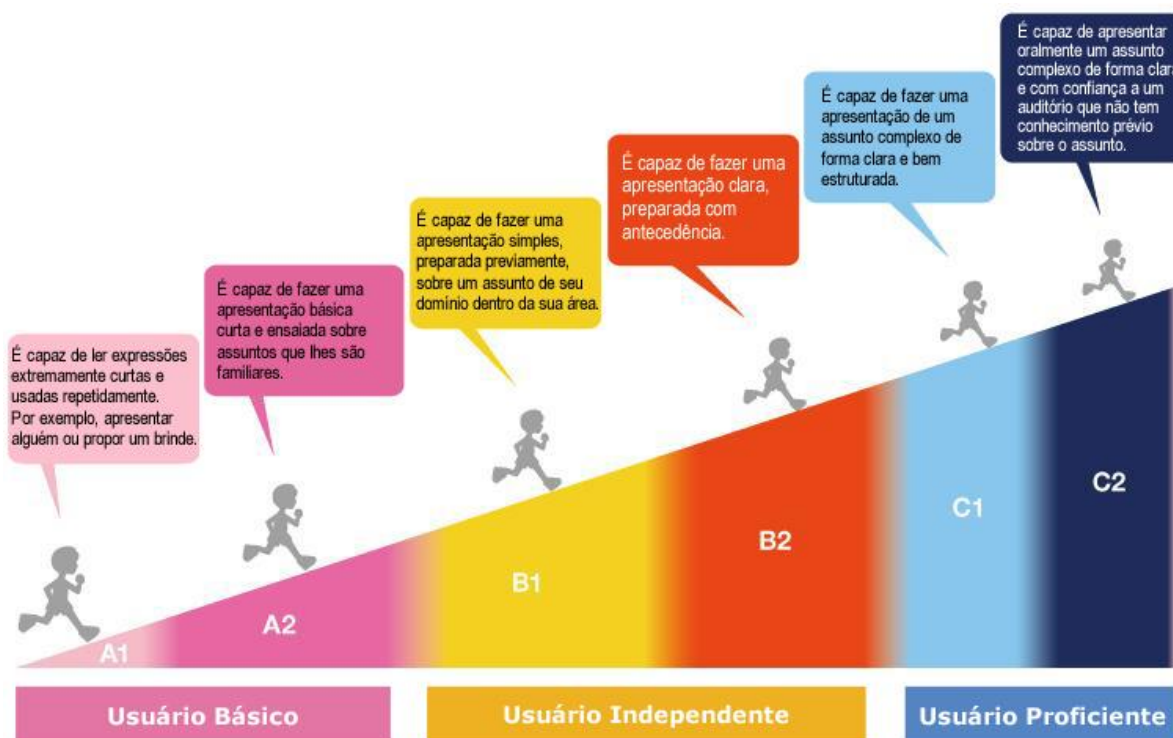 É capaz de ler expressões
extremamente curtas e
usadas repetidamente.
Por exemplo, apresentar
alguém ou propor um brinde.
É capaz de fazer uma
apresentação básica
curta e ensaiada sobre
assuntos que lhes são
familiares.
É capaz de fazer uma
apresentação simples,
preparada previamente,
sobre um assunto de seu
domínio dentro da sua área.
É capaz de fazer uma
apresentação clara,
preparada com
antecedência.
É capaz de fazer uma
apresentação de um
assunto complexo de
forma clara e bem
estruturada.
É capaz de apresentar
oralmente um assunto
complexo de forma clara
e com confiança a um
auditório que não tem
conhecimento prévio
sobre o assunto.
A1
A2
B1
B2
C1
C2
Usuário Básico
Usuário Independente
Usuário Proficiente